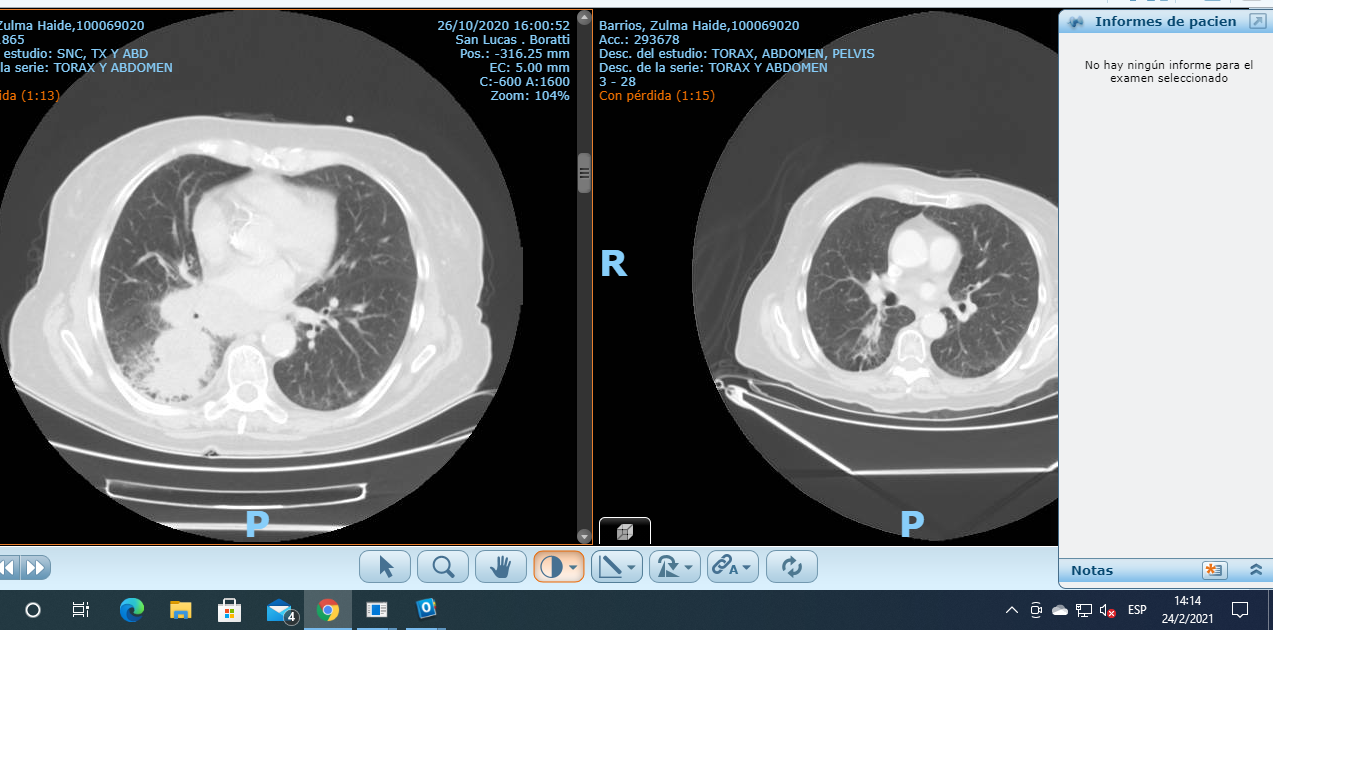 Zulma Haide,100069020
1865
estudio: SNC, TX Y ABD
la serie: TORAX Y ABDOMEN
ida (1:13)
26/10/2020 16:00:52
San Lucas . Boratti
Pos.: -316.25 mm
EC: 5.00 mm
C:-600 A:1600
Zoom: 104%
P
Barrios, Zulma Haide,100069020
Acc.: 293678
Desc. del estudio: TORAX, ABDOMEN, PELVIS
Desc. de la serie: TORAX Y ABDOMEN
3 - 28
Con pérdida (1:15)
R
P
Informes de pacien
No hay ningún informe para el
examen seleccionado
Notas
A
4
O
ESP
14:14
24/2/2021